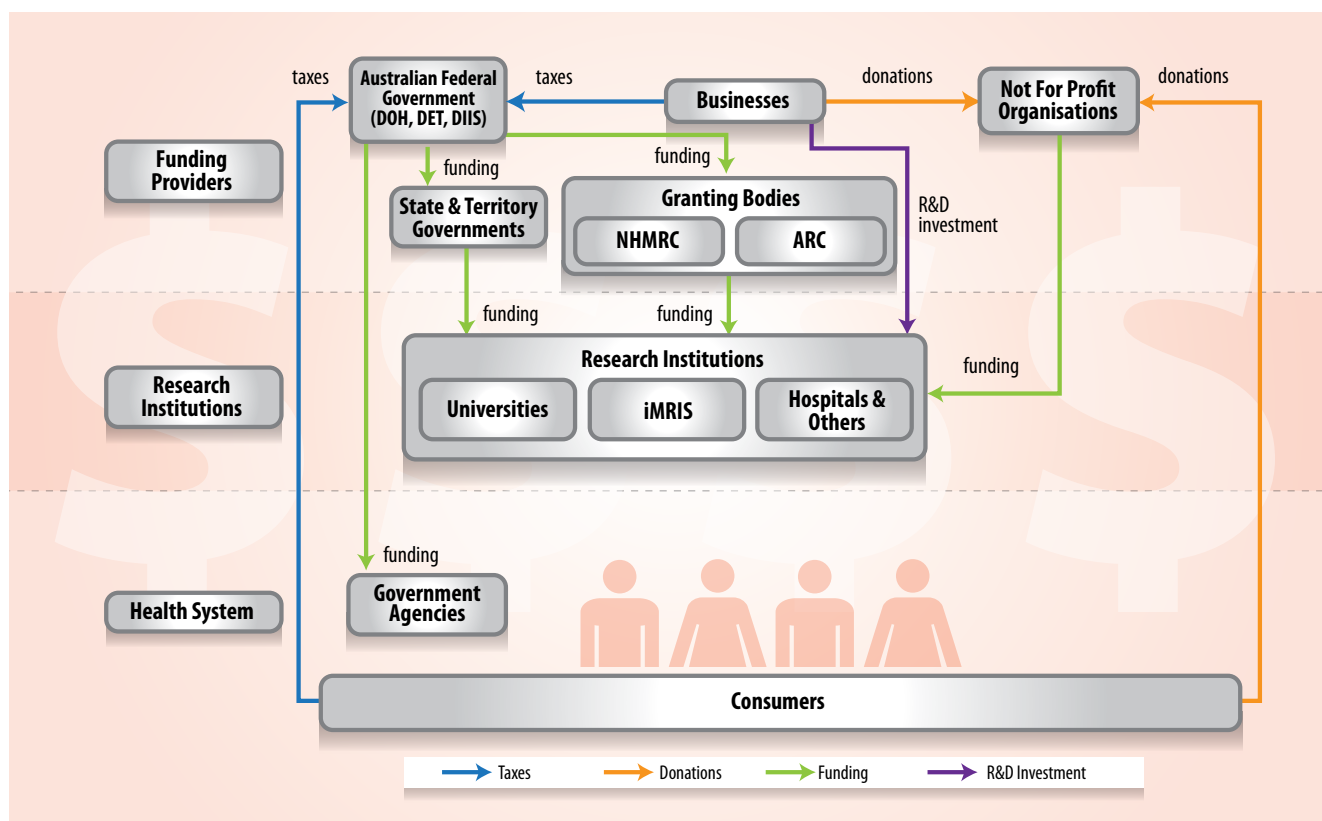 taxes
Australian Federal
Government
(DOH, DET, DIIS)
taxes
Businesses
donations
Not For Profit
Organisations
donations
Funding
Providers
funding
funding
State & Territory
Governments
Granting Bodies
NHMRC
ARC
R&D
investment
funding
funding
Research
Institutions
Research Institutions
Universities
iMRIS
Hospitals &
Others
funding
funding
Health System
Government
Agencies
Consumers
Taxes
Donations
Funding
R&D Investment